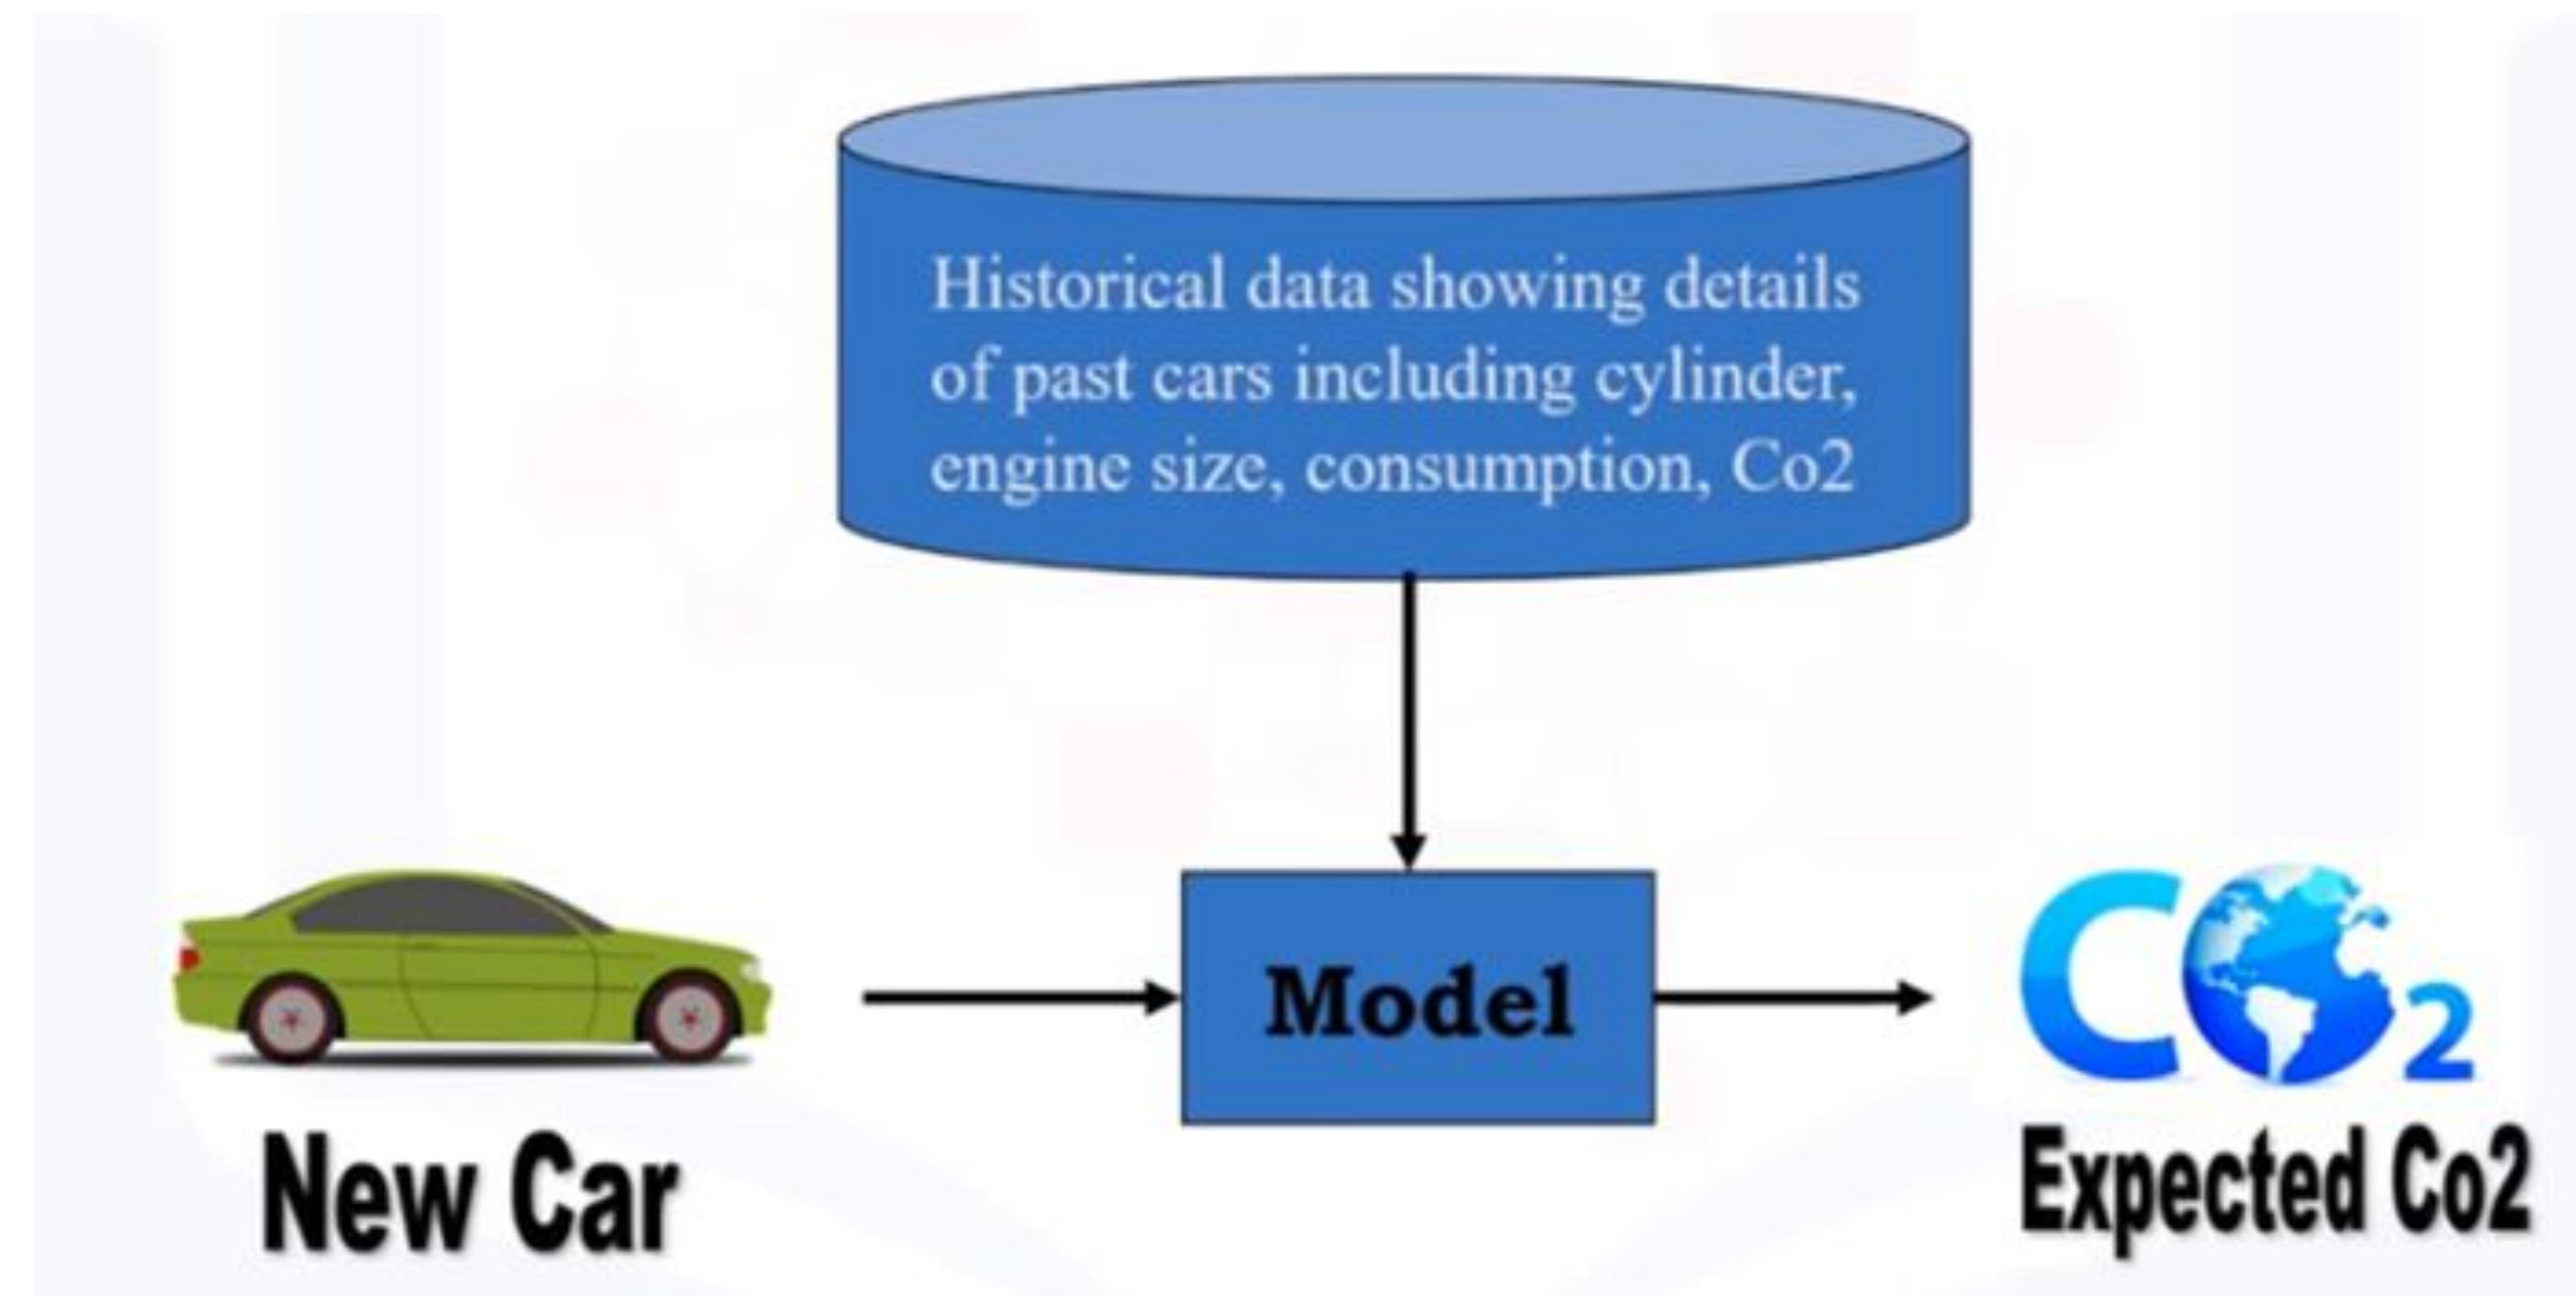 Historical data showing details
of past cars including cylinder,
engine size, consumption, Co2
Model
CO2
New Car
Expected Co2